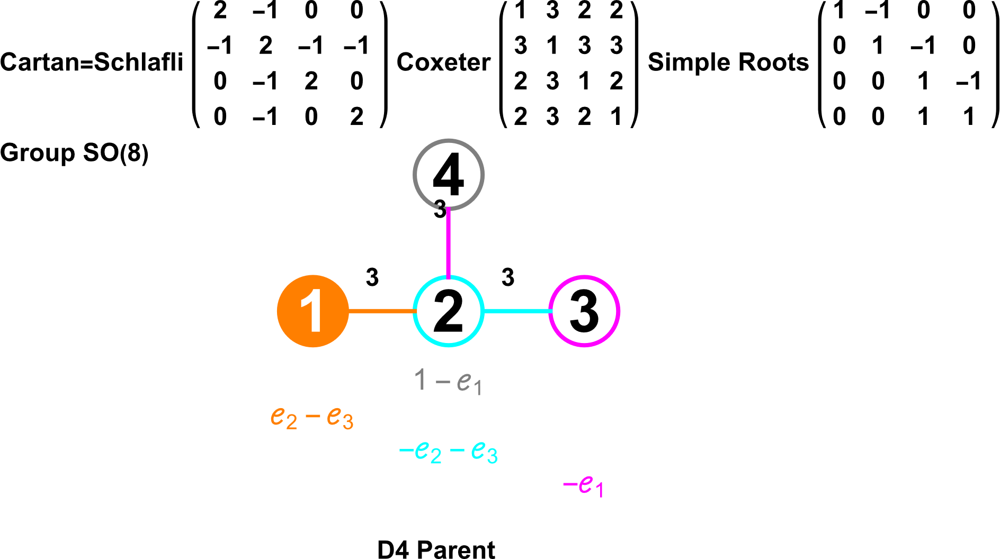 Cartan=Schlafli ( 2 –1 0 0 Coxeter ( 1 3 2 2 Simple Roots ( 1 –1 0 0
–1 2 –1 –1 3 1 3 3 0 1 –1 0
0 –1 2 0 2 3 1 2 0 0 1 –1
0 –1 0 2 ) 2 3 2 1 ) 0 0 1 1 )
Group SO(8)
4
3
3 3
1 2 3
1 – e₁
e₂ – e₃
–e₂ – e₃
–e₁
D4 Parent